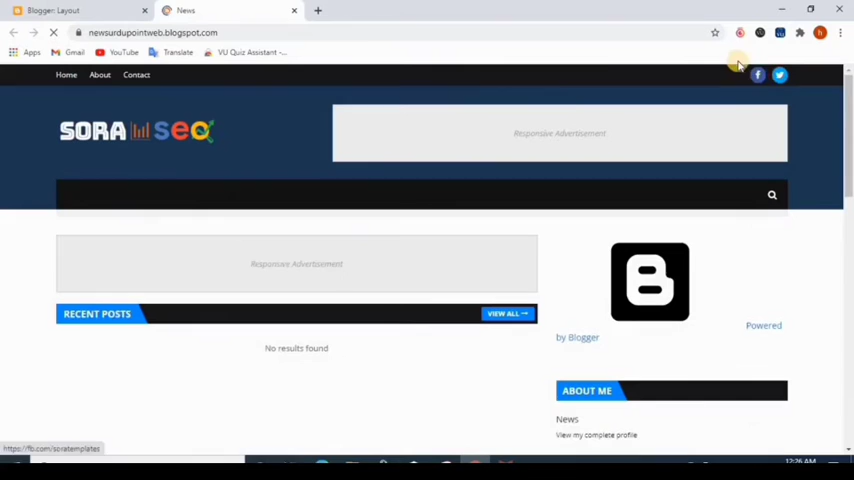 Blogger: Layout
News
newsurdupointweb.blogspot.com
h
Apps
Gmail
YouTube
Translate
VU Quiz Assistant -...
Home
About
Contact
SORA SEO
Responsive Advertisement
Responsive Advertisement
RECENT POSTS
VIEW ALL →
No results found
Powered
by Blogger
ABOUT ME
News
View my complete profile
https://fb.com/soratemplates
12:26 AM